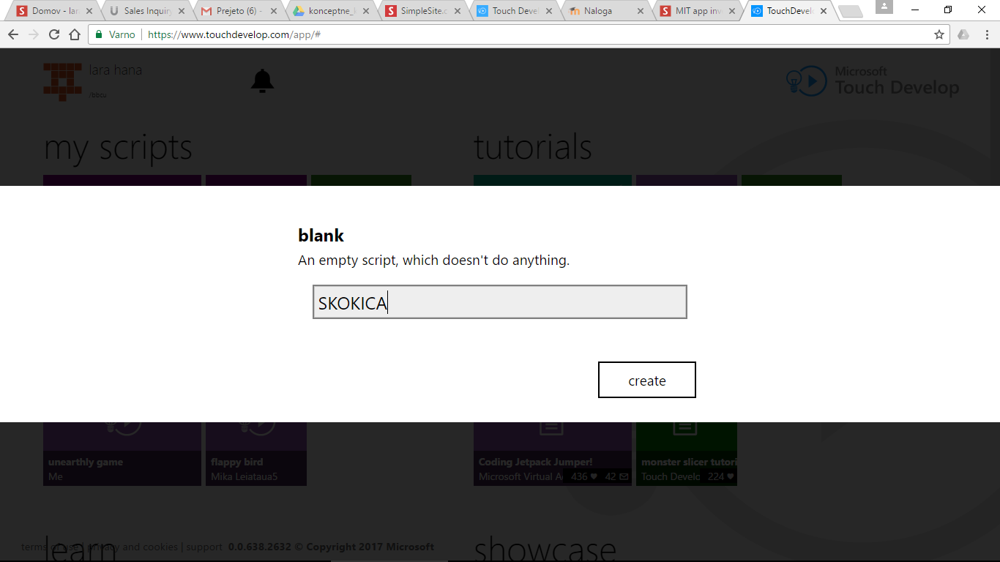 Domov - lar
Sales Inquiry
Prejeto (6) -
konceptne_
SimpleSite.c
Touch Devel
Naloga
MIT app inv
TouchDevelo
Varno
https://www.touchdevelop.com/app/#
lara hana
/bbcu
Microsoft
Touch Develop
my scripts
tutorials
blank
An empty script, which doesn't do anything.
SKOKICA
create
unearthly game
Me
flappy bird
Mika Leiataua5
Coding Jetpack Jumper!
Microsoft Virtual A 436 42
monster slicer tutori
Touch Develo 224
learn
showcase
terms of use | privacy and cookies | support 0.0.638.2632 © Copyright 2017 Microsoft